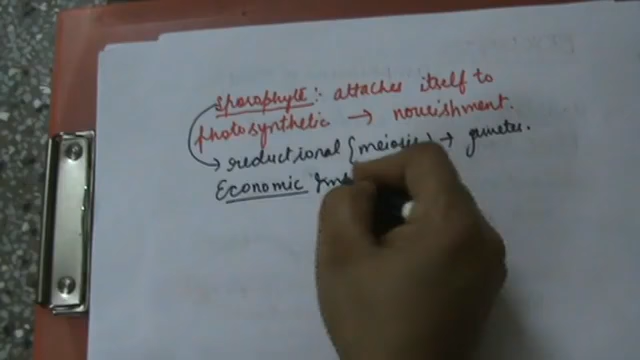 Sporophyte :- attaches itself to
photosynthetic → nourishment.
→ reductional (meiosis) → gametes.
Economic